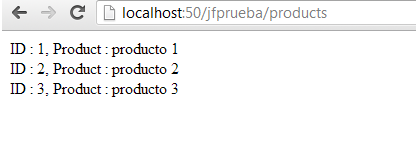 localhost:50/jfprueba/products
ID : 1, Product : producto 1
ID : 2, Product : producto 2
ID : 3, Product : producto 3